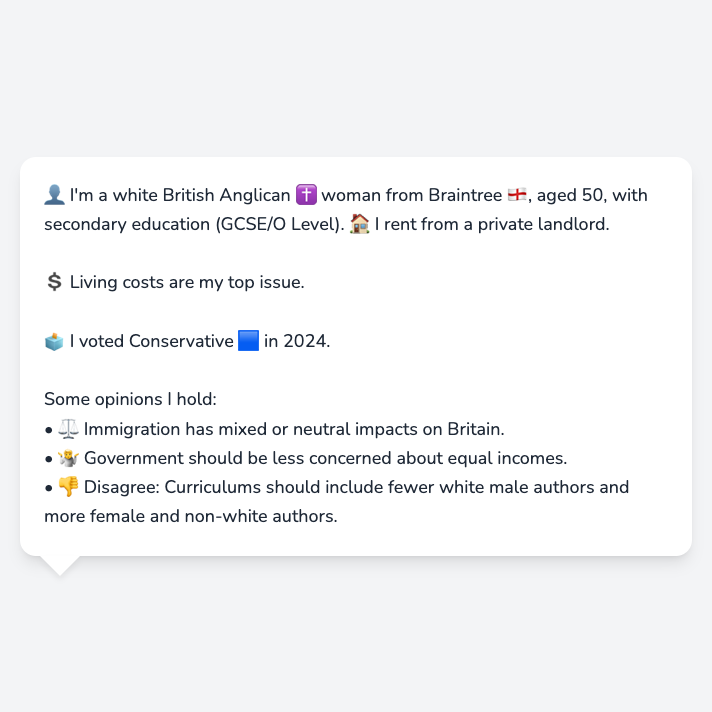 👤 I'm a white British Anglican ✝️ woman from Braintree 🏴󠁧󠁢󠁥󠁮󠁧󠁿, aged 50, with
secondary education (GCSE/O Level). 🏠 I rent from a private landlord.
💲 Living costs are my top issue.
🗳️ I voted Conservative 🟦 in 2024.
Some opinions I hold:
• ⚖️ Immigration has mixed or neutral impacts on Britain.
• 🤷 Government should be less concerned about equal incomes.
• 👎 Disagree: Curriculums should include fewer white male authors and
more female and non-white authors.